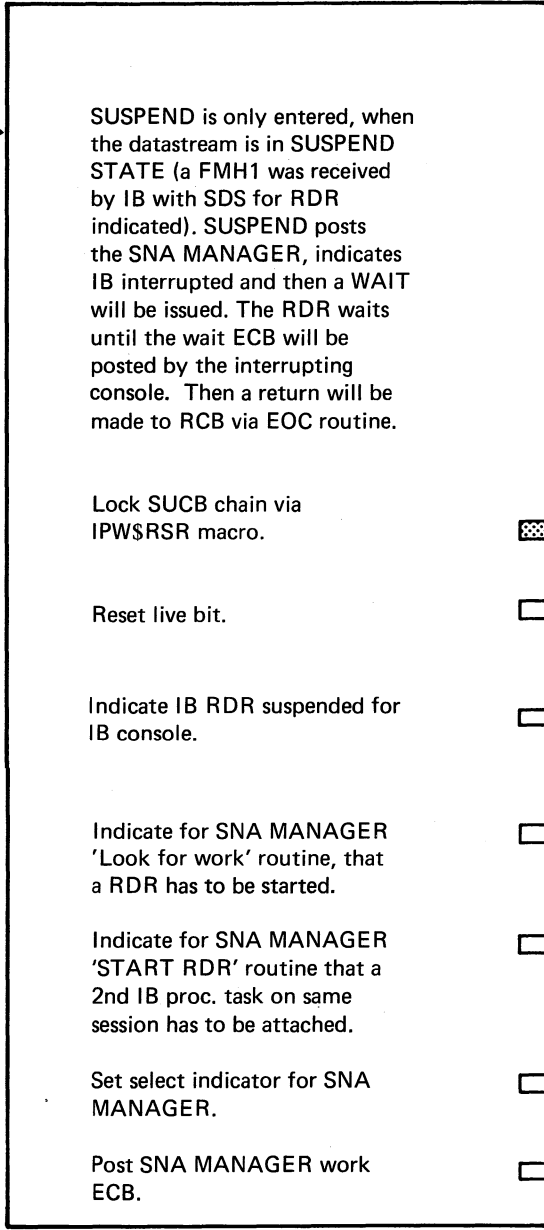 SUSPEND is only entered, when
the datastream is in SUSPEND
STATE (a FMH1 was received
by IB with SDS for RDR
indicated). SUSPEND posts
the SNA MANAGER, indicates
IB interrupted and then a WAIT
will be issued. The RDR waits
until the wait ECB will be
posted by the interrupting
console. Then a return will be
made to RCB via EOC routine.
Lock SUCB chain via
IPW$RSR macro.
Reset live bit.
Indicate IB RDR suspended for
IB console.
Indicate for SNA MANAGER
'Look for work' routine, that
a RDR has to be started.
Indicate for SNA MANAGER
'START RDR' routine that a
2nd IB proc. task on same
session has to be attached.
Set select indicator for SNA
MANAGER.
Post SNA MANAGER work
ECB.